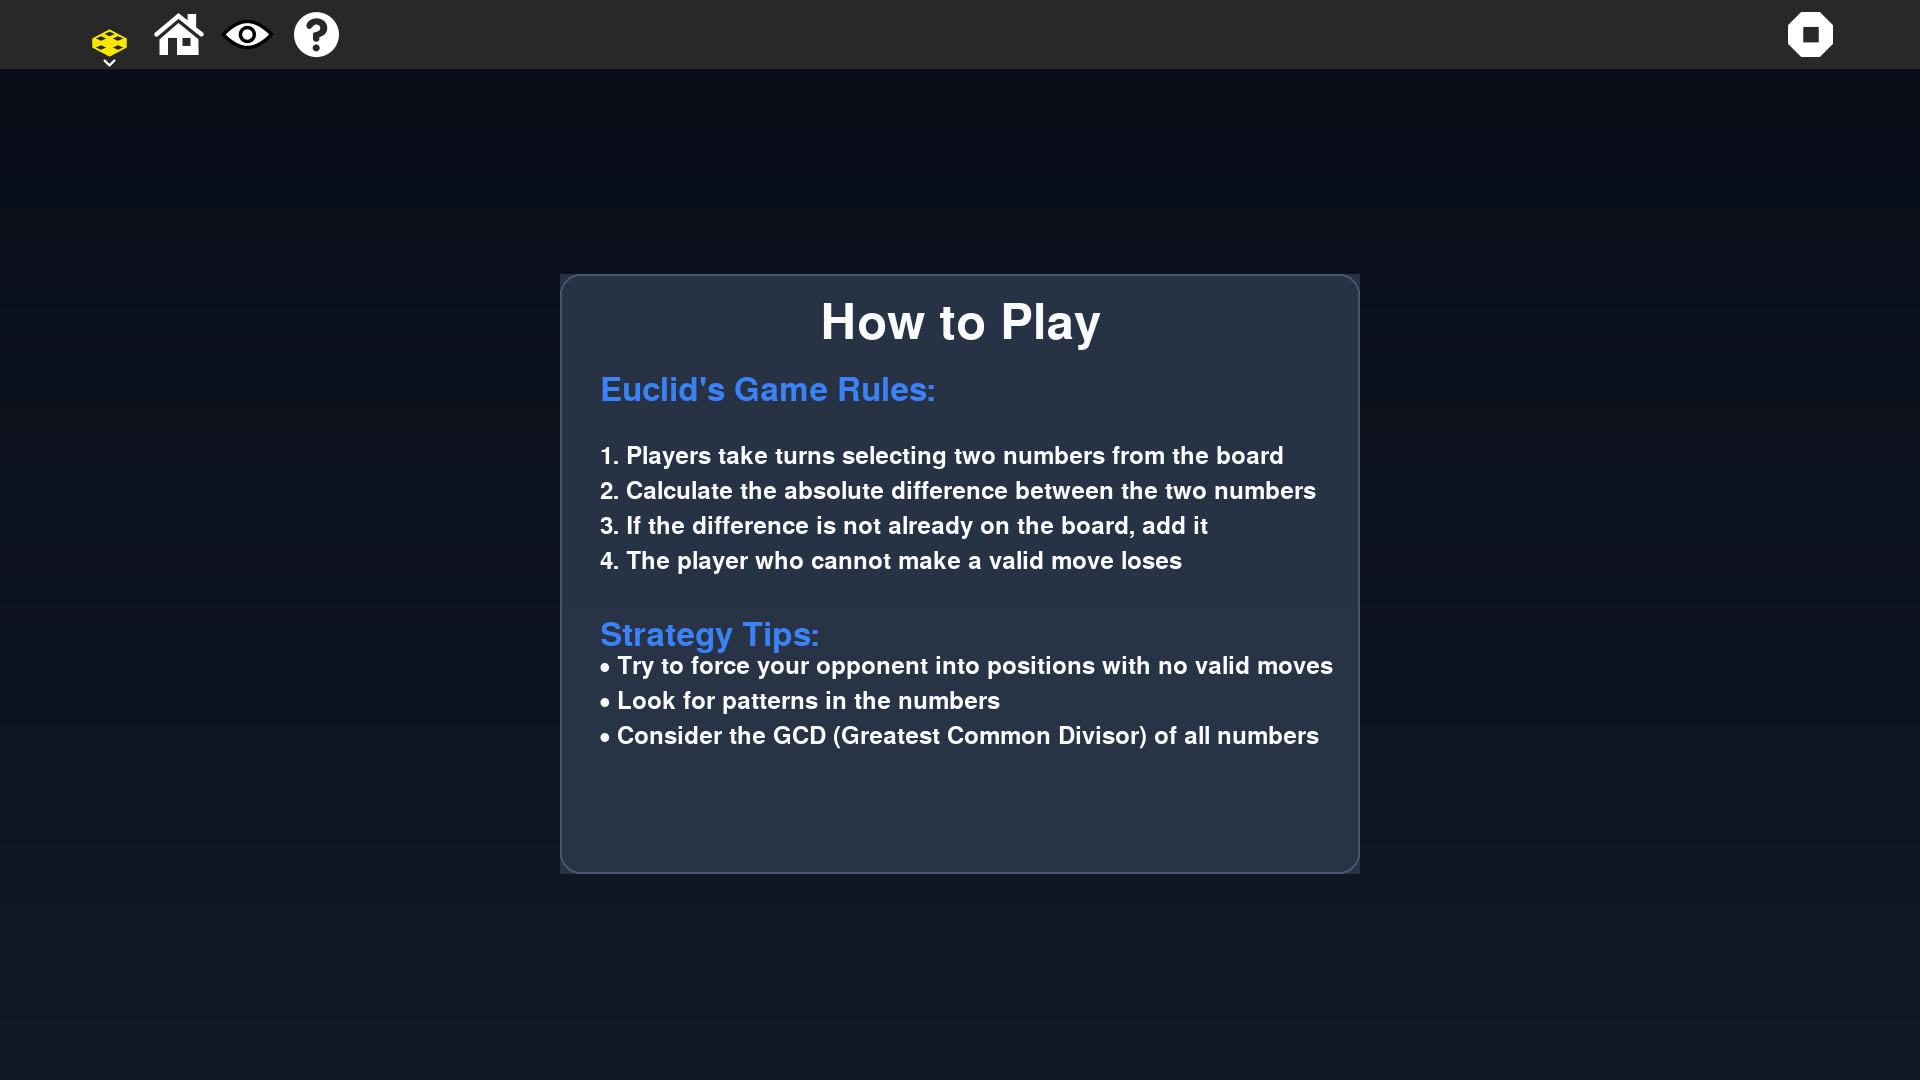 How to Play
Euclid's Game Rules:
1. Players take turns selecting two numbers from the board
2. Calculate the absolute difference between the two numbers
3. If the difference is not already on the board, add it
4. The player who cannot make a valid move loses
Strategy Tips:
• Try to force your opponent into positions with no valid moves
• Look for patterns in the numbers
• Consider the GCD (Greatest Common Divisor) of all numbers